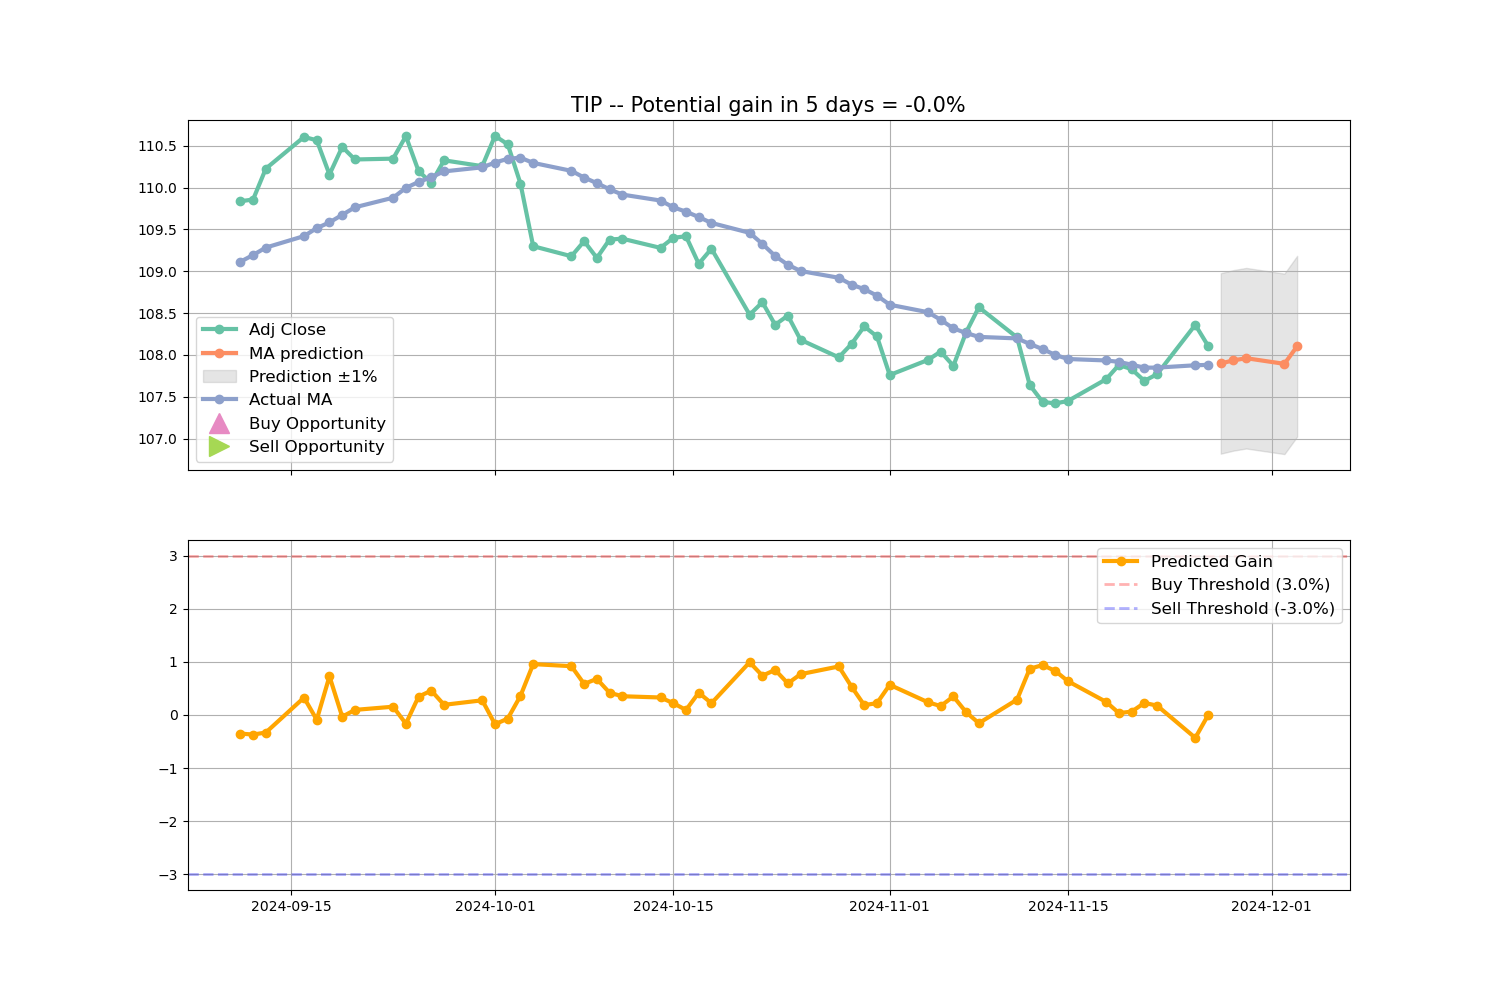 TIP -- Potential gain in 5 days = -0.0%
110.5
110.0
109.5
109.0
108.5
108.0
107.5
107.0
Adj Close
MA prediction
Prediction ±1%
Actual MA
Buy Opportunity
Sell Opportunity
3
2
1
0
−1
−2
−3
Predicted Gain
Buy Threshold (3.0%)
Sell Threshold (-3.0%)
2024-09-15
2024-10-01
2024-10-15
2024-11-01
2024-11-15
2024-12-01